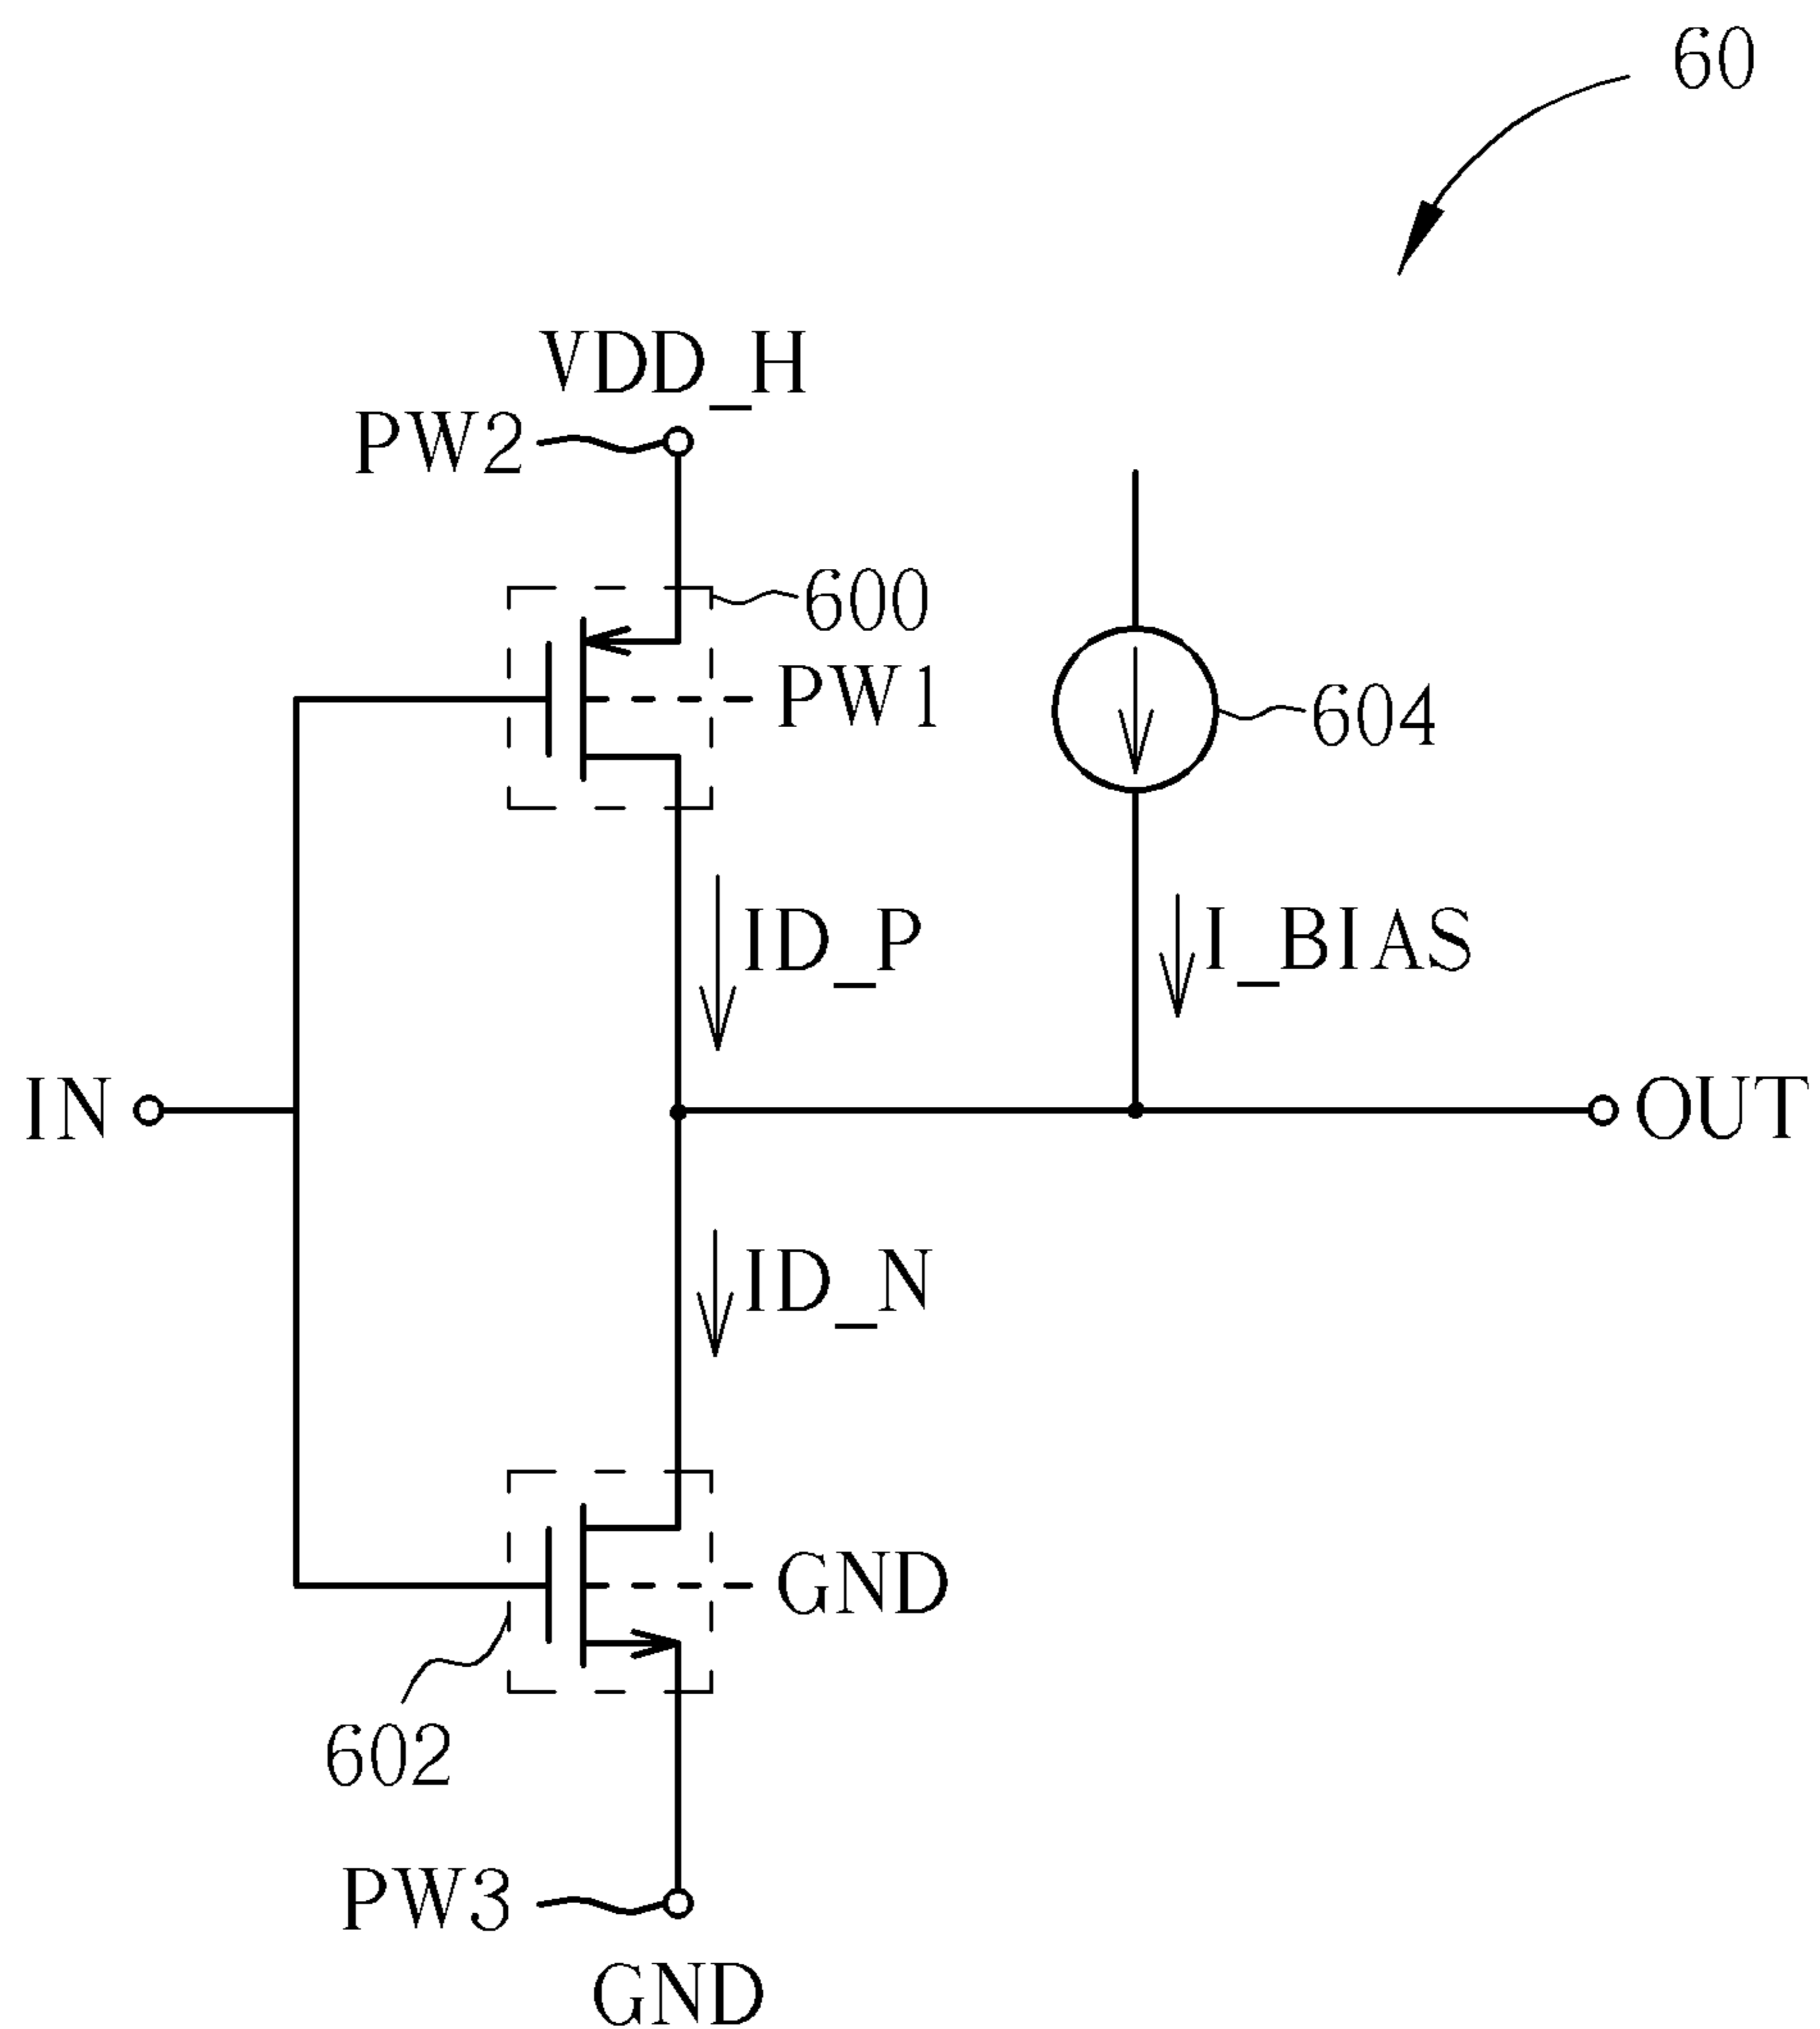 60
VDD_H
PW2
600
PW1
604
ID_P
I_BIAS
IN
OUT
ID_N
GND
602
PW3
GND